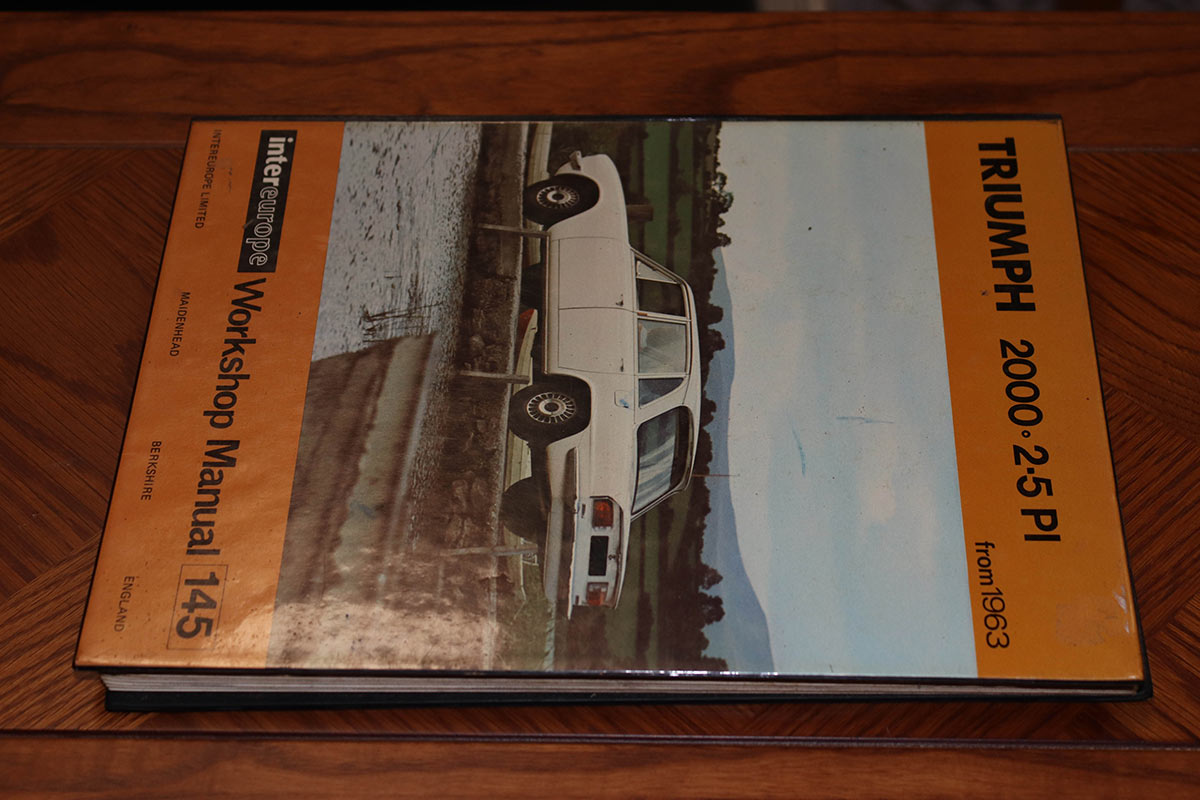 TRIUMPH 2000·2·5 PI
from 1963
intereurope Workshop Manual 145
INTEREUROPE LIMITED MAIDENHEAD BERKSHIRE ENGLAND